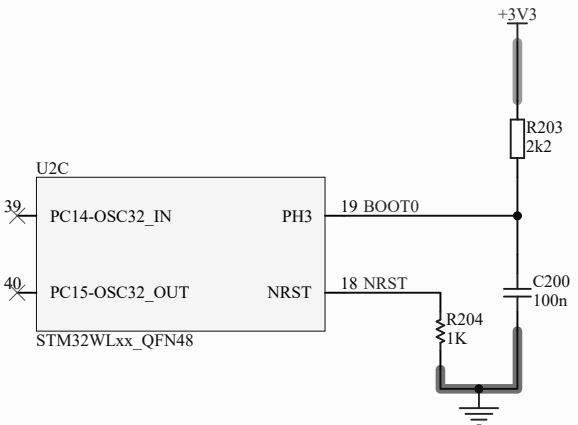 +3V3
R203
2k2
U2C
39 PC14-OSC32_IN PH3 19 BOOT0
40 PC15-OSC32_OUT NRST 18 NRST
C200
100n
R204
1K
STM32WLxx_QFN48